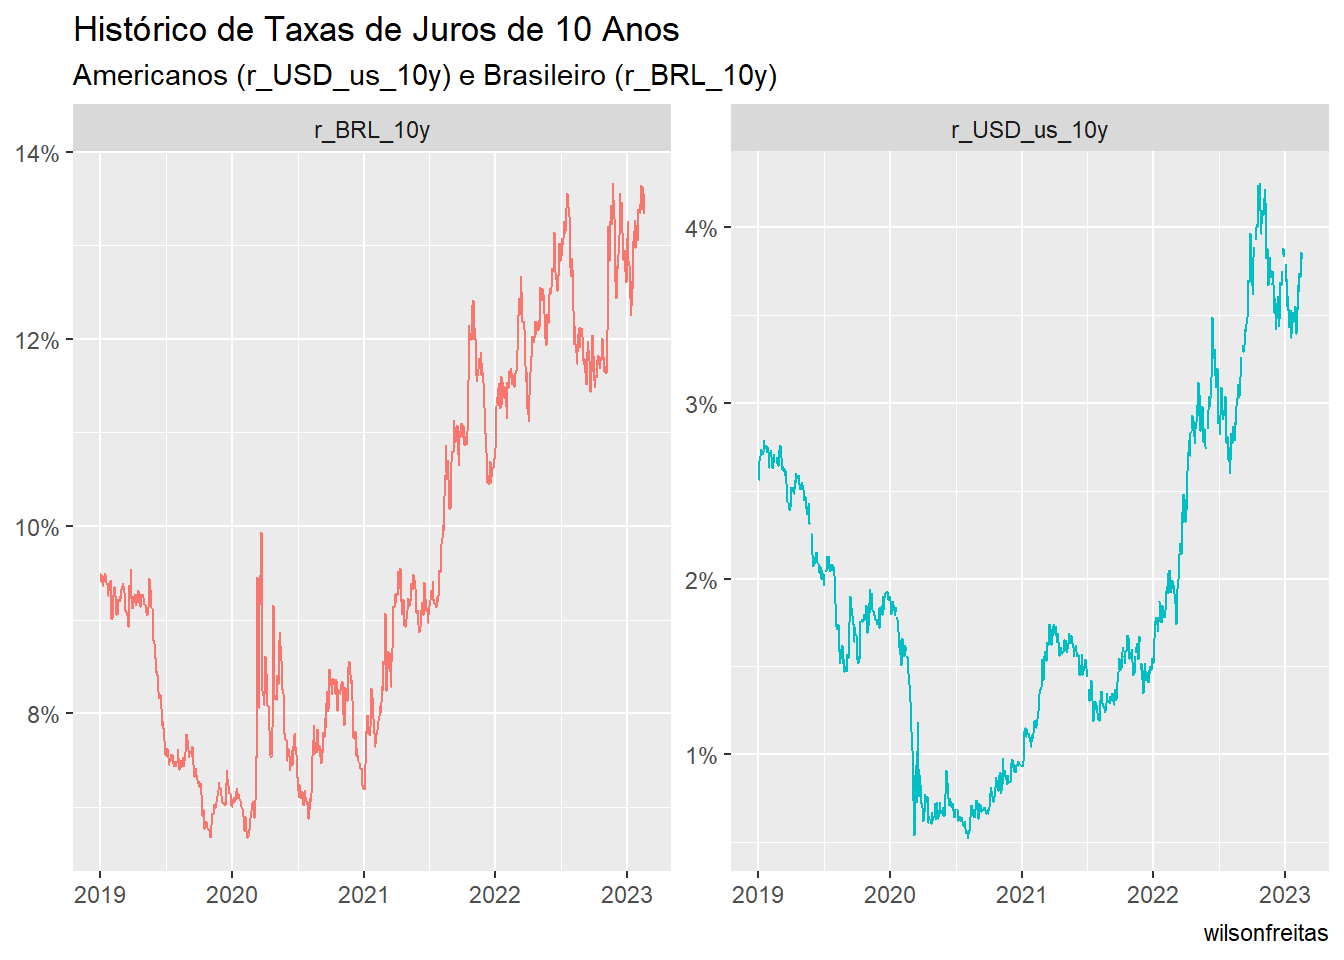 Histórico de Taxas de Juros de 10 Anos
Americanos (r_USD_us_10y) e Brasileiro (r_BRL_10y)
r_BRL_10y
14%
12%
10%
8%
2019 2020 2021 2022 2023
r_USD_us_10y
4%
3%
2%
1%
2019 2020 2021 2022 2023
wilsonfreitas